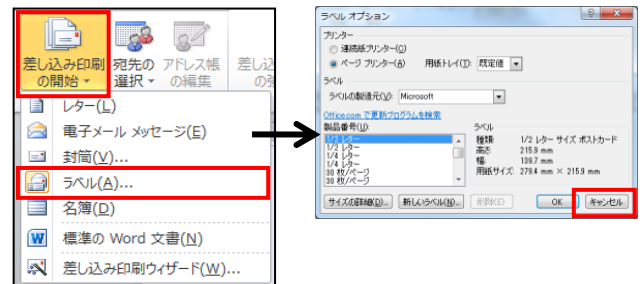 差し込み印刷の開始
宛先の選択
アドレス帳の編集
差し込
レター(L)
電子メール メッセージ(E)
封筒(V)...
ラベル(A)...
名簿(D)
標準の Word 文書(N)
差し込み印刷ウィザード(W)...
ラベル オプション
プリンター
連続紙プリンター(C)
ページ プリンター(A) 用紙トレイ(T): 既定値
ラベル
ラベルの製造元(V): Microsoft
Office.com で更新プログラムを検索
製品番号(U):
1/2 レター
1/2 レター
1/4 レター
1/4 レター
30 枚/ページ
30 枚/ページ
ラベル
種類: 1/2 レター サイズ ポストカード
高さ: 215.9 mm
幅: 139.7 mm
用紙サイズ: 279.4 mm × 215.9 mm
サイズの詳細(D)... 新しいラベル(N)... 削除(E) OK キャンセル